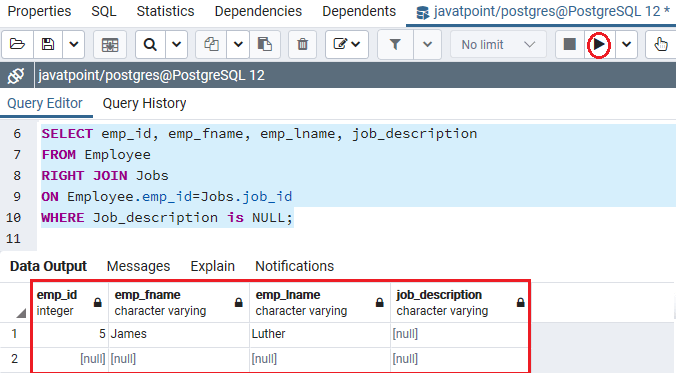 Properties SQL Statistics Dependencies Dependents javatpoint/postgres@PostgreSQL 12 *
No limit
javatpoint/postgres@PostgreSQL 12
Query Editor Query History
6 SELECT emp_id, emp_fname, emp_lname, job_description
7 FROM Employee
8 RIGHT JOIN Jobs
9 ON Employee.emp_id=Jobs.job_id
10 WHERE Job_description is NULL;
11
Data Output Messages Explain Notifications
emp_id emp_fname emp_lname job_description
integer character varying character varying character varying
1 5 James Luther [null]
2 [null] [null] [null] [null]